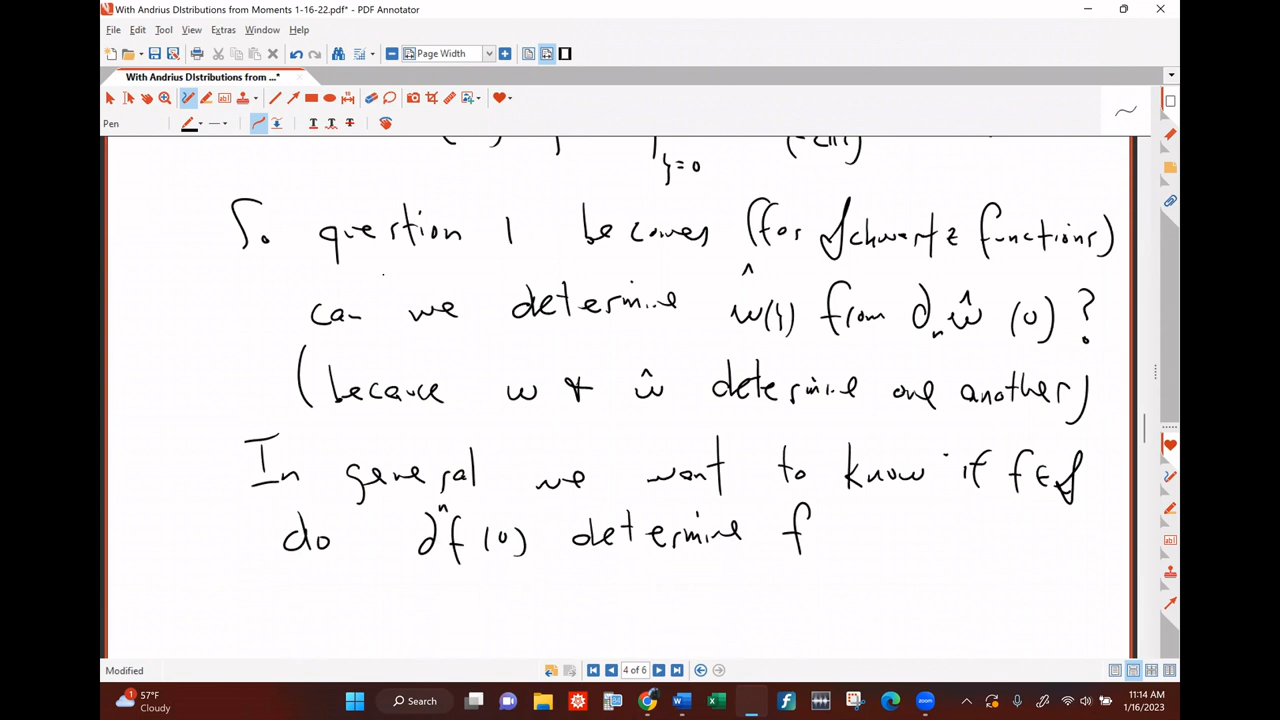 With Andrius DIstributions from Moments 1-16-22.pdf* - PDF Annotator
File Edit Tool View Extras Window Help
Page Width
With Andrius DIstributions from ...*
Pen
ξ=0
So question 1 becomes (for Schwartz functions)
can we determine ŵ(ξ) from ∂ₙ ŵ (0) ?
(because w & ŵ determine one another)
In general we want to know if f ∈ 𝒮
do ∂ⁿf (0) determine f
4 of 6
Modified
57°F
Cloudy
Search
11:14 AM
1/16/2023